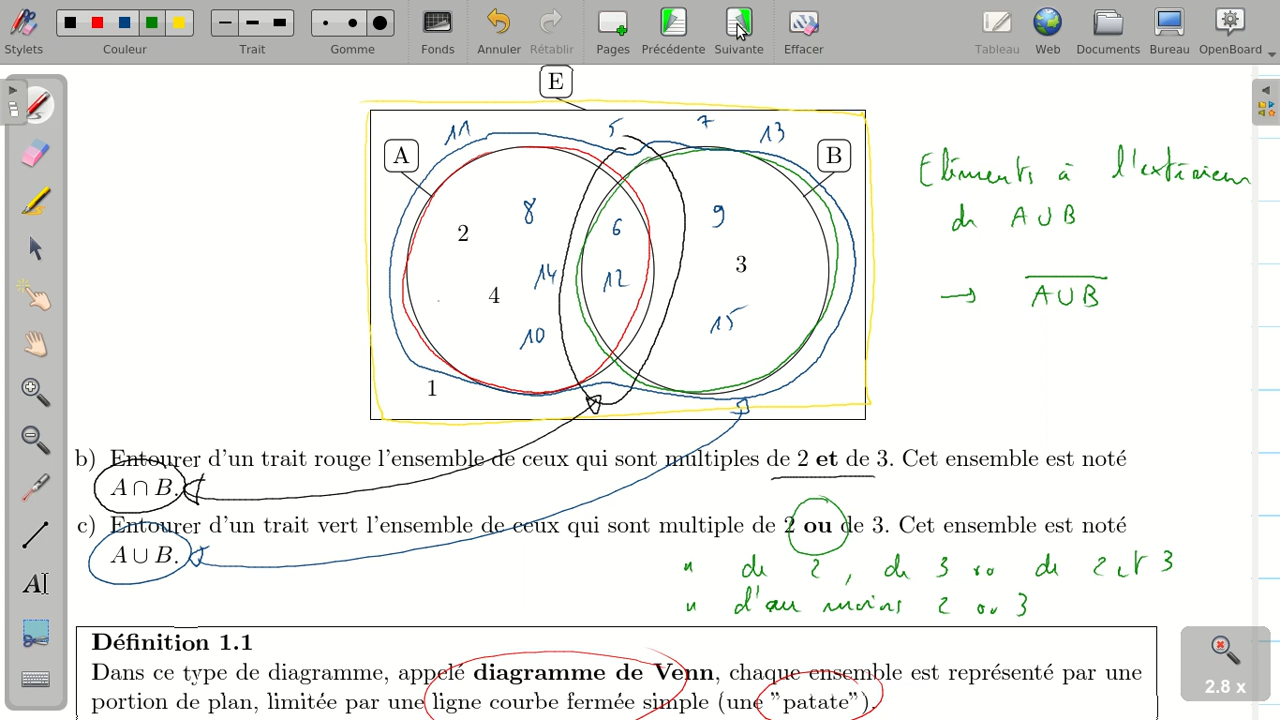 Stylets Couleur Trait Gomme Fonds Annuler Rétablir Pages Précédente Suivante Effacer Tableau Web Documents Bureau OpenBoard
E
11 5 7 13
A B
8 6 9
2
14 12 3
4
10 15
1
Eléments à l'extérieur
de A ∪ B
→ A̅ ̅∪̅ ̅B̅
b) Entourer d'un trait rouge l'ensemble de ceux qui sont multiples de 2 et de 3. Cet ensemble est noté
A ∩ B.
c) Entourer d'un trait vert l'ensemble de ceux qui sont multiple de 2 ou de 3. Cet ensemble est noté
A ∪ B.
" de 2, de 3 ou de 2 et 3
" d'au moins 2 ou 3
Définition 1.1
Dans ce type de diagramme, appelé diagramme de Venn, chaque ensemble est représenté par une
portion de plan, limitée par une ligne courbe fermée simple (une "patate").
2.8 x